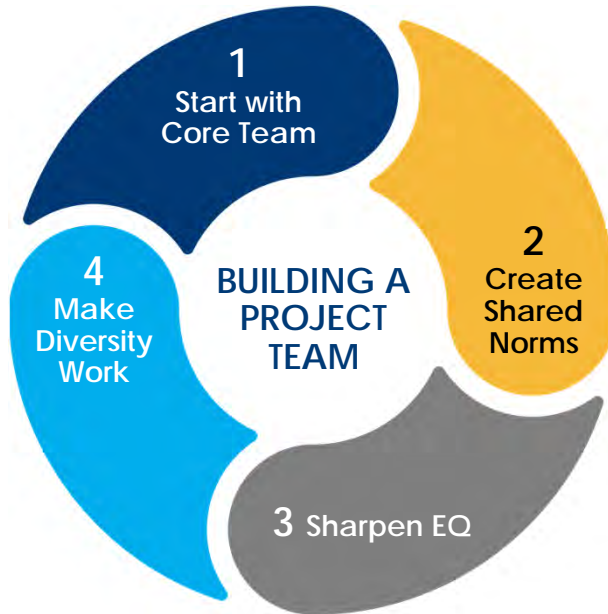 1
Start with
Core Team
2
Create
Shared
Norms
3 Sharpen EQ
4
Make
Diversity
Work
BUILDING A
PROJECT
TEAM